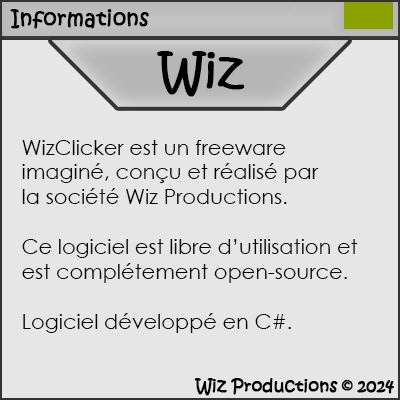 Informations
Wiz
WizClicker est un freeware
imaginé, conçu et réalisé par
la société Wiz Productions.
Ce logiciel est libre d’utilisation et
est complétement open-source.
Logiciel développé en C#.
Wiz Productions © 2024